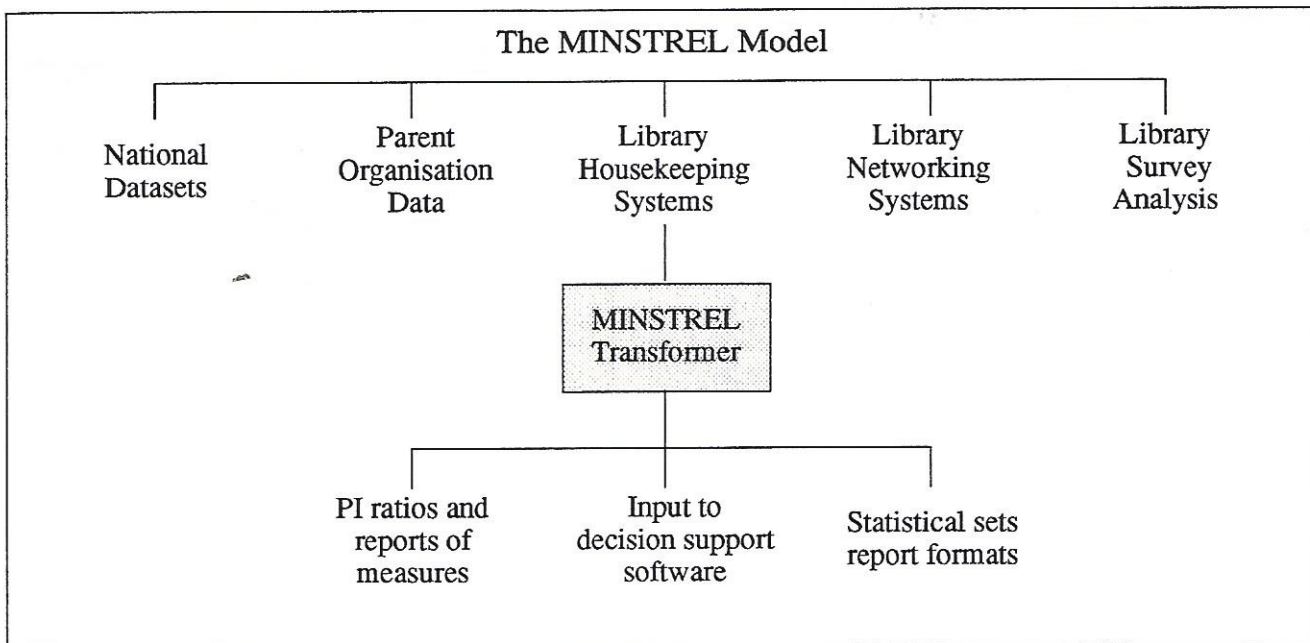 The MINSTREL Model
National
Datasets
Parent
Organisation
Data
Library
Housekeeping
Systems
Library
Networking
Systems
Library
Survey
Analysis
MINSTREL
Transformer
PI ratios and
reports of
measures
Input to
decision support
software
Statistical sets
report formats